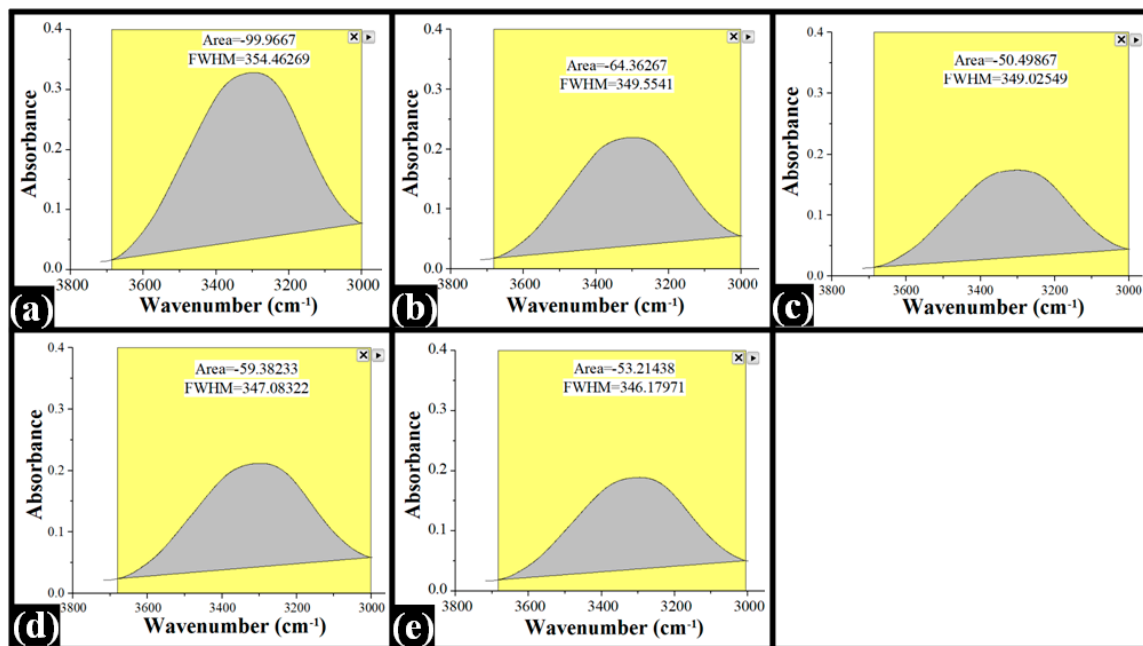 Area=-99.9667
FWHM=354.46269
0.4
0.3
0.2
0.1
0.0
Absorbance
3800 3600 3400 3200 3000
Wavenumber (cm⁻¹)
(a)
Area=-64.36267
FWHM=349.5541
0.4
0.3
0.2
0.1
0.0
Absorbance
3800 3600 3400 3200 3000
Wavenumber (cm⁻¹)
(b)
Area=-50.49867
FWHM=349.02549
0.4
0.3
0.2
0.1
0.0
Absorbance
3800 3600 3400 3200 3000
Wavenumber (cm⁻¹)
(c)
Area=-59.38233
FWHM=347.08322
0.4
0.3
0.2
0.1
0.0
Absorbance
3800 3600 3400 3200 3000
Wavenumber (cm⁻¹)
(d)
Area=-53.21438
FWHM=346.17971
0.4
0.3
0.2
0.1
0.0
Absorbance
3800 3600 3400 3200 3000
Wavenumber (cm⁻¹)
(e)